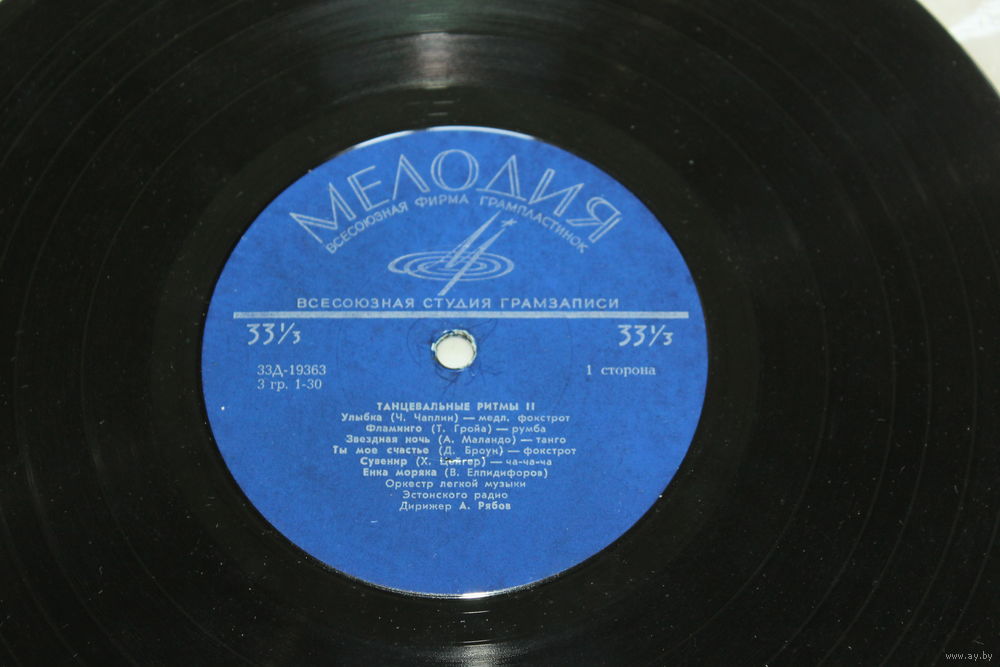 МЕЛОДИЯ
ВСЕСОЮЗНАЯ ФИРМА ГРАМПЛАСТИНОК
ВСЕСОЮЗНАЯ СТУДИЯ ГРАМЗАПИСИ
33⅓ 33⅓
33Д-19363 1 сторона
3 гр. 1-30
ТАНЦЕВАЛЬНЫЕ РИТМЫ II
Улыбка (Ч. Чаплин) — медл. фокстрот
Фламинго (Т. Гройа) — румба
Звездная ночь (А. Маландо) — танго
Ты мое счастье (Д. Броун) — фокстрот
Сувенир (Х. — ча-ча-ча
Енка моряка (В. Елпидифоров)
Оркестр легкой музыки
Эстонского радио
Дирижер А. Рябов
www.ay.by